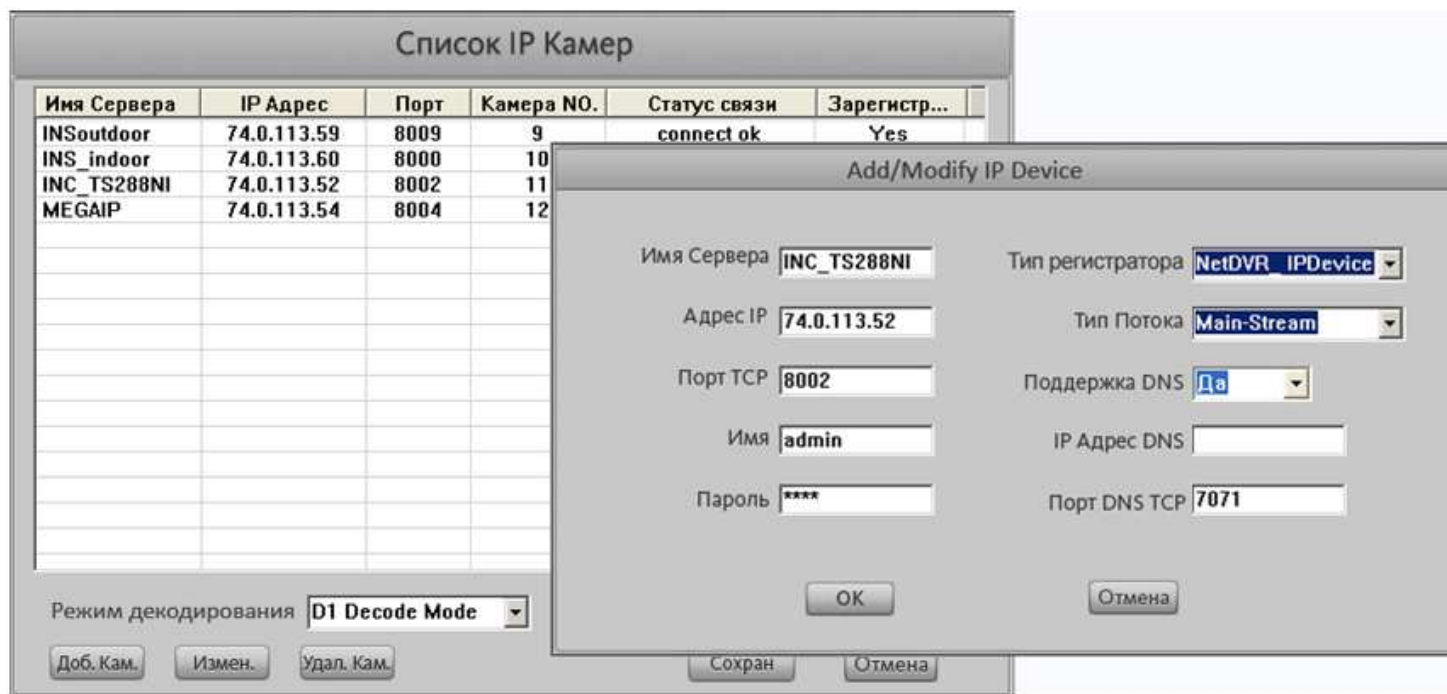 Список IP Камер
Имя Сервера IP Адрес Порт Камера NO. Статус связи Зарегистр...
INSoutdoor 74.0.113.59 8009 9 connect ok Yes
INS_indoor 74.0.113.60 8000 10
INC_TS288NI 74.0.113.52 8002 11
MEGAIP 74.0.113.54 8004 12
Режим декодирования D1 Decode Mode
Доб. Кам. Измен. Удал. Кам. Сохран Отмена
Add/Modify IP Device
Имя Сервера INC_TS288NI Тип регистратора NetDVR_IPDevice
Адрес IP 74.0.113.52 Тип Потока Main-Stream
Порт TCP 8002 Поддержка DNS Да
Имя admin IP Адрес DNS
Пароль **** Порт DNS TCP 7071
OK Отмена